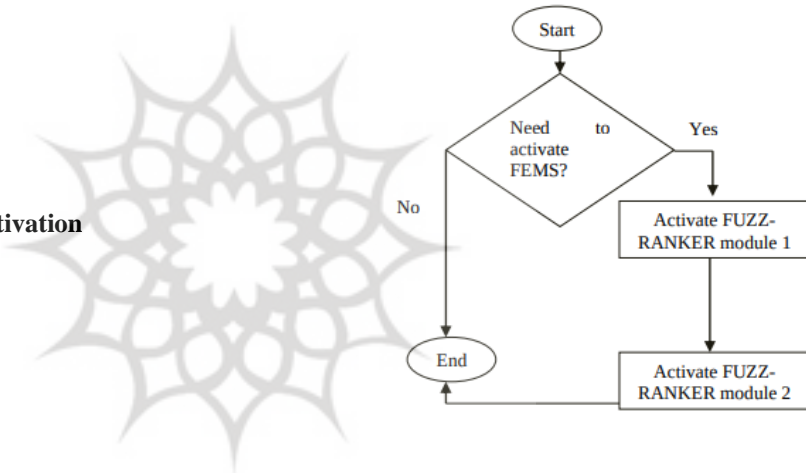 Start
Need to
activate
FEMS?
Yes
No
tivation
Activate FUZZ-
RANKER module 1
End
Activate FUZZ-
RANKER module 2